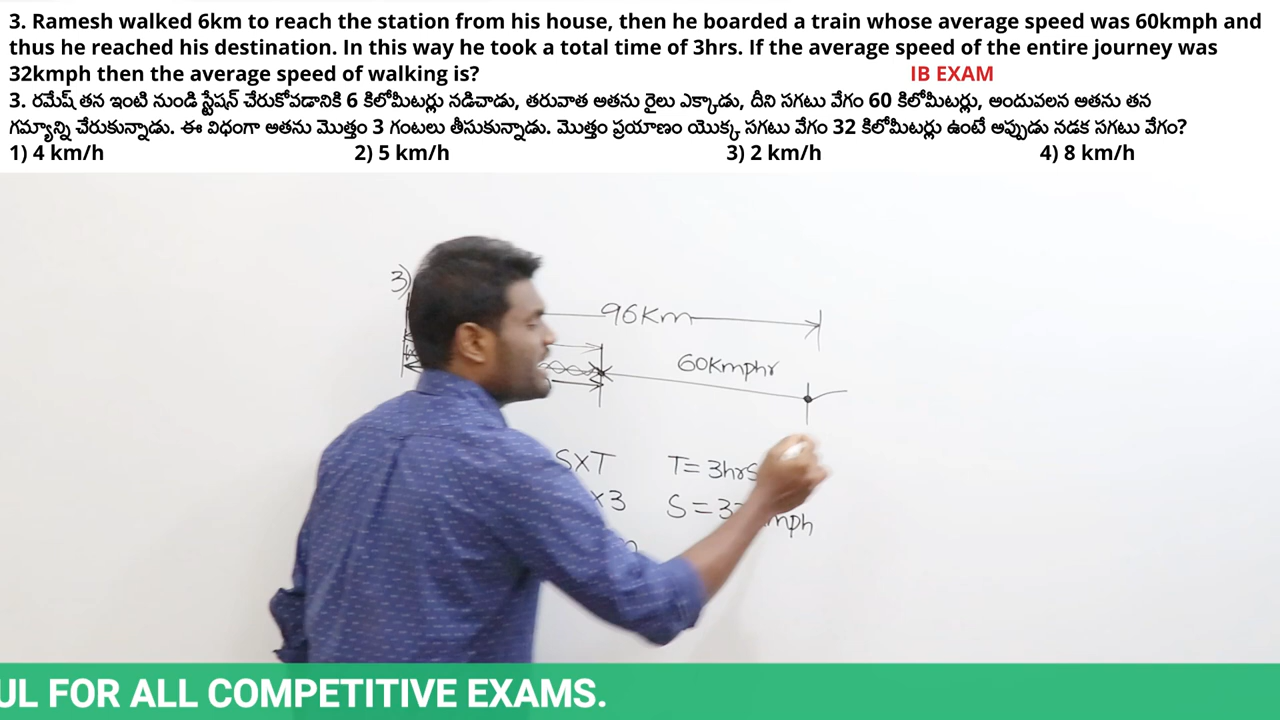 3. Ramesh walked 6km to reach the station from his house, then he boarded a train whose average speed was 60kmph and
thus he reached his destination. In this way he took a total time of 3hrs. If the average speed of the entire journey was
32kmph then the average speed of walking is? IB EXAM
3. రమేష్ తన ఇంటి నుండి స్టేషన్ చేరుకోవడానికి 6 కిలోమీటర్లు నడిచాడు, తరువాత అతను రైలు ఎక్కాడు, దీని సగటు వేగం 60 కిలోమీటర్లు, అందువలన అతను తన
గమ్యాన్ని చేరుకున్నాడు. ఈ విధంగా అతను మొత్తం 3 గంటలు తీసుకున్నాడు. మొత్తం ప్రయాణం యొక్క సగటు వేగం 32 కిలోమీటర్లు ఉంటే అప్పుడు నడక సగటు వేగం?
1) 4 km/h 2) 5 km/h 3) 2 km/h 4) 8 km/h
3)
96Km
60Kmphr
S×T T= 3hrs
×3 S = 3 mph
UL FOR ALL COMPETITIVE EXAMS.